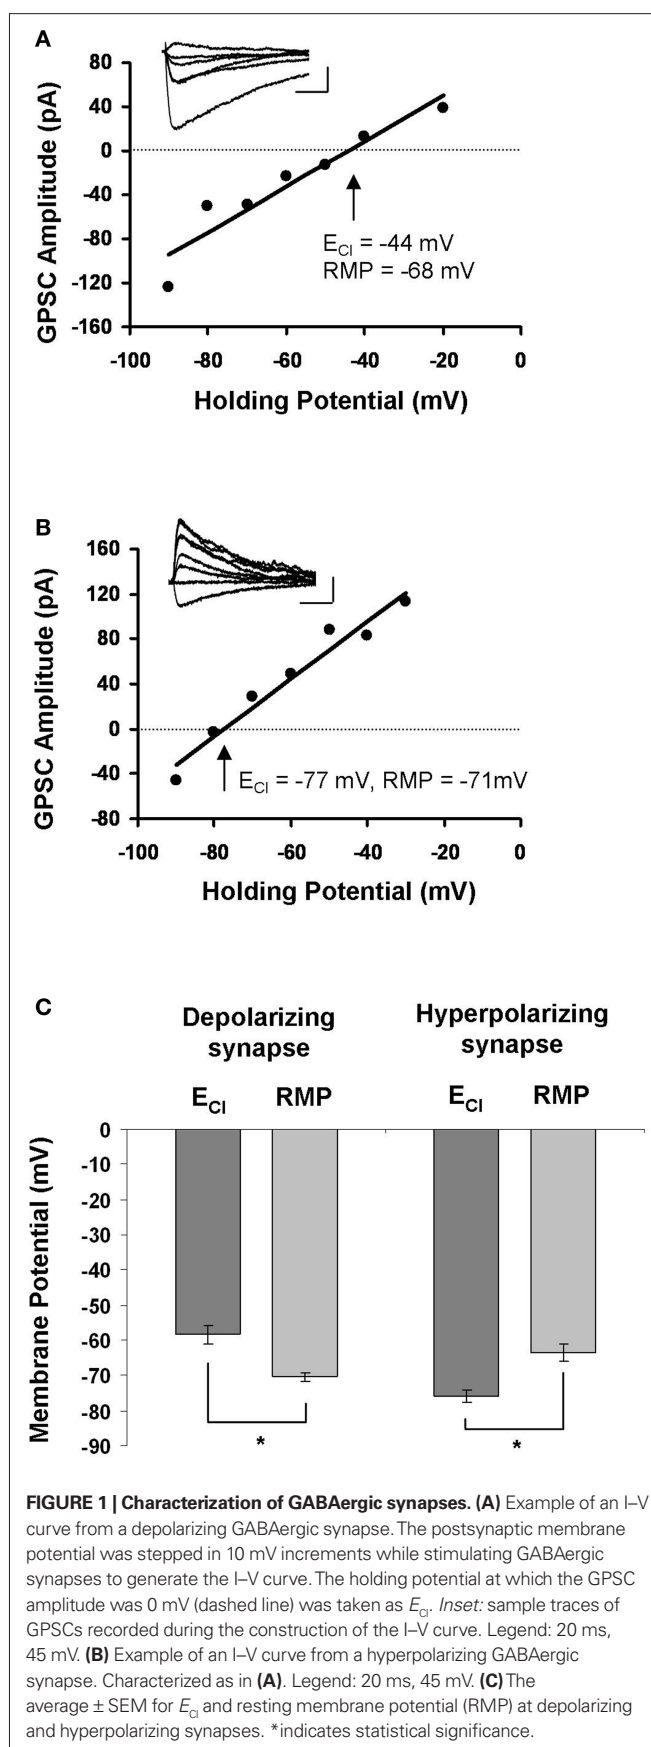 A
80
40
0
-40
-80
-120
-160
GPSC Amplitude (pA)
E_Cl = -44 mV
RMP = -68 mV
-100 -80 -60 -40 -20 0
Holding Potential (mV)
B
160
120
80
40
0
-40
-80
GPSC Amplitude (pA)
E_Cl = -77 mV, RMP = -71mV
-100 -80 -60 -40 -20 0
Holding Potential (mV)
C
Depolarizing synapse
Hyperpolarizing synapse
E_Cl RMP E_Cl RMP
0
-10
-20
-30
-40
-50
-60
-70
-80
-90
Membrane Potential (mV)
* *
FIGURE 1 | Characterization of GABAergic synapses. (A) Example of an I–V
curve from a depolarizing GABAergic synapse. The postsynaptic membrane
potential was stepped in 10 mV increments while stimulating GABAergic
synapses to generate the I–V curve. The holding potential at which the GPSC
amplitude was 0 mV (dashed line) was taken as E_Cl. Inset: sample traces of
GPSCs recorded during the construction of the I–V curve. Legend: 20 ms,
45 mV. (B) Example of an I–V curve from a hyperpolarizing GABAergic
synapse. Characterized as in (A). Legend: 20 ms, 45 mV. (C) The
average ± SEM for E_Cl and resting membrane potential (RMP) at depolarizing
and hyperpolarizing synapses. *indicates statistical significance.